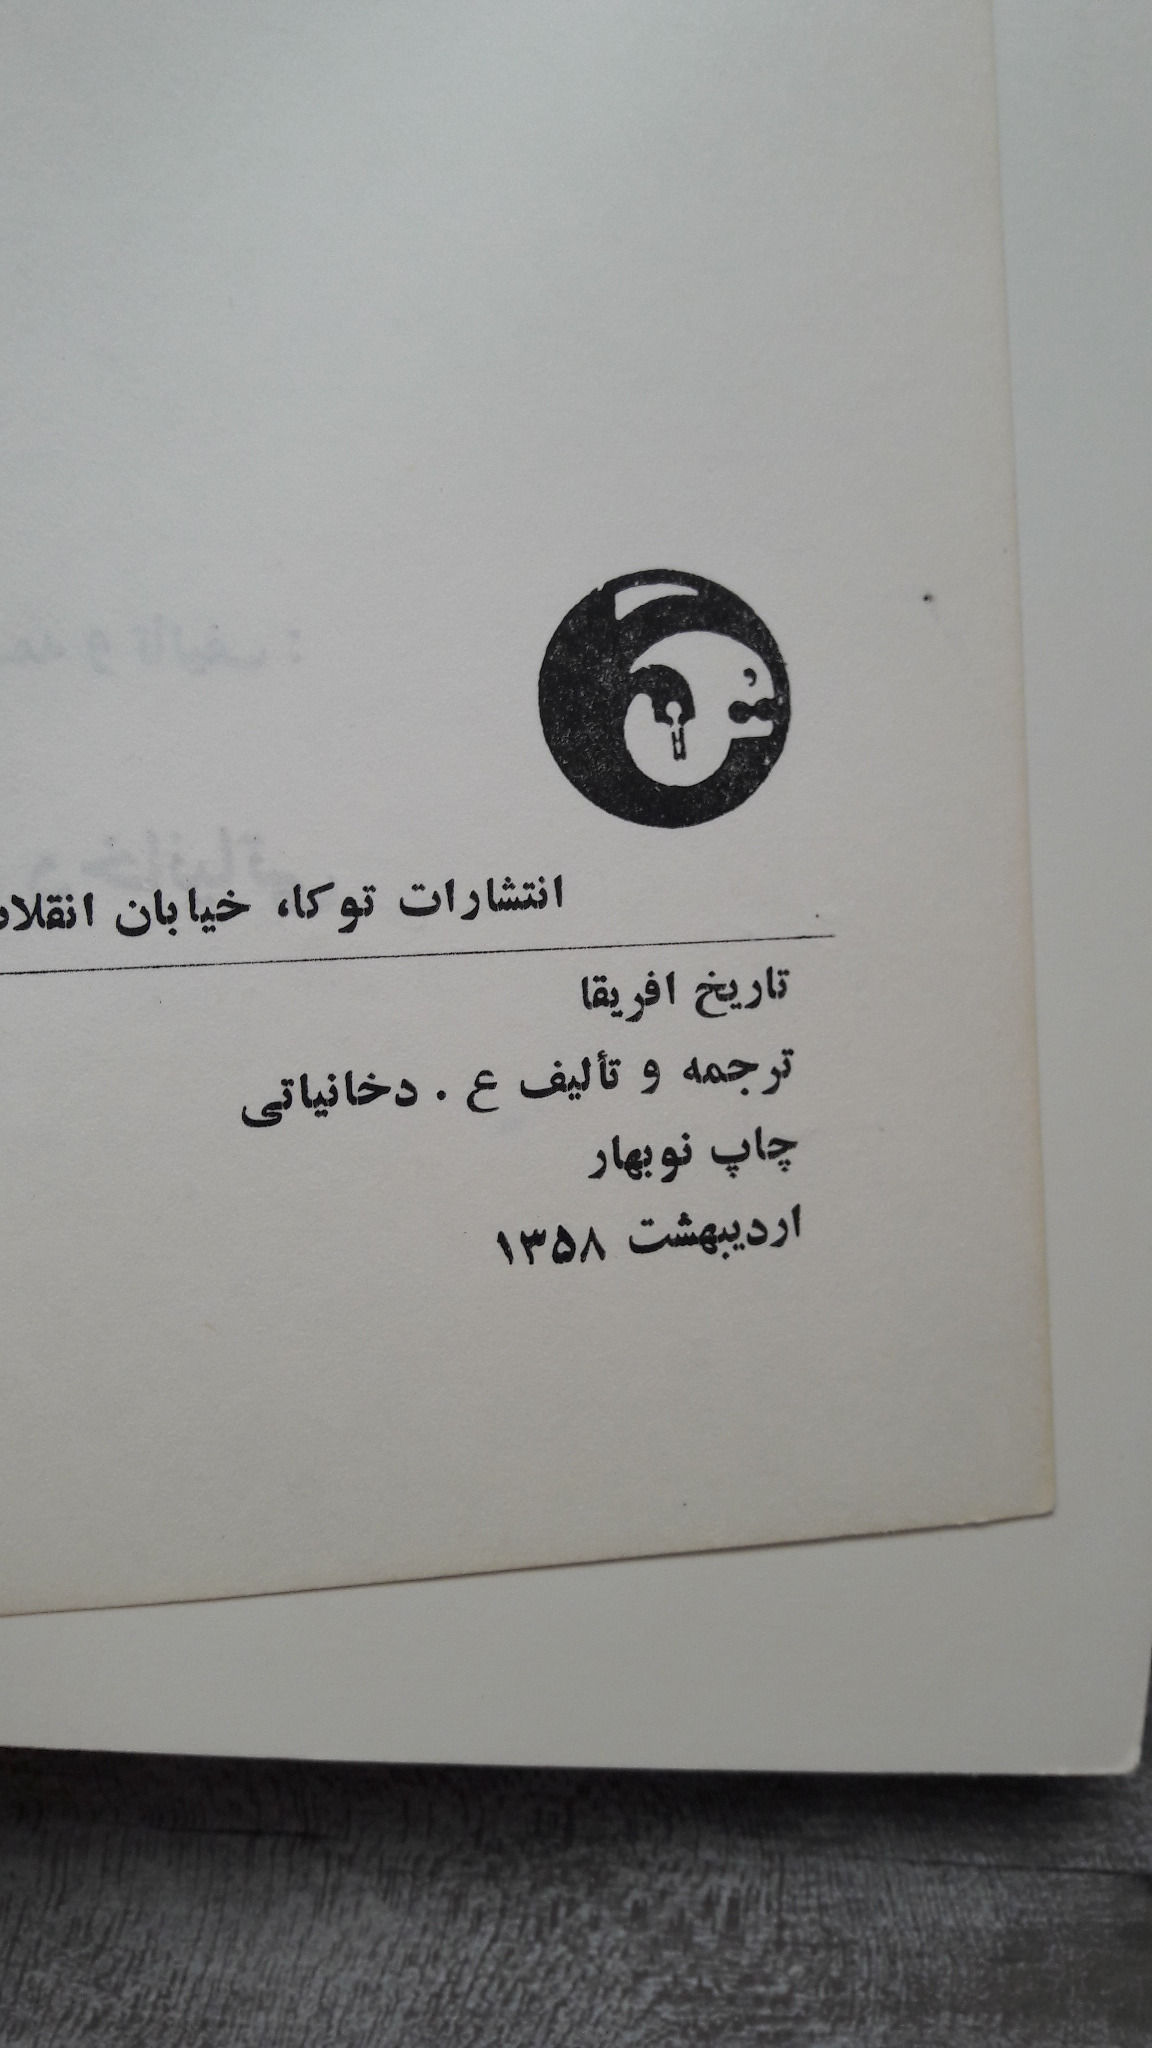 انتشارات توکا، خیابان
تاریخ افریقا
ترجمه و تألیف ع . دخانیاتی
چاپ نوبهار
اردیبهشت ۱۳۵۸